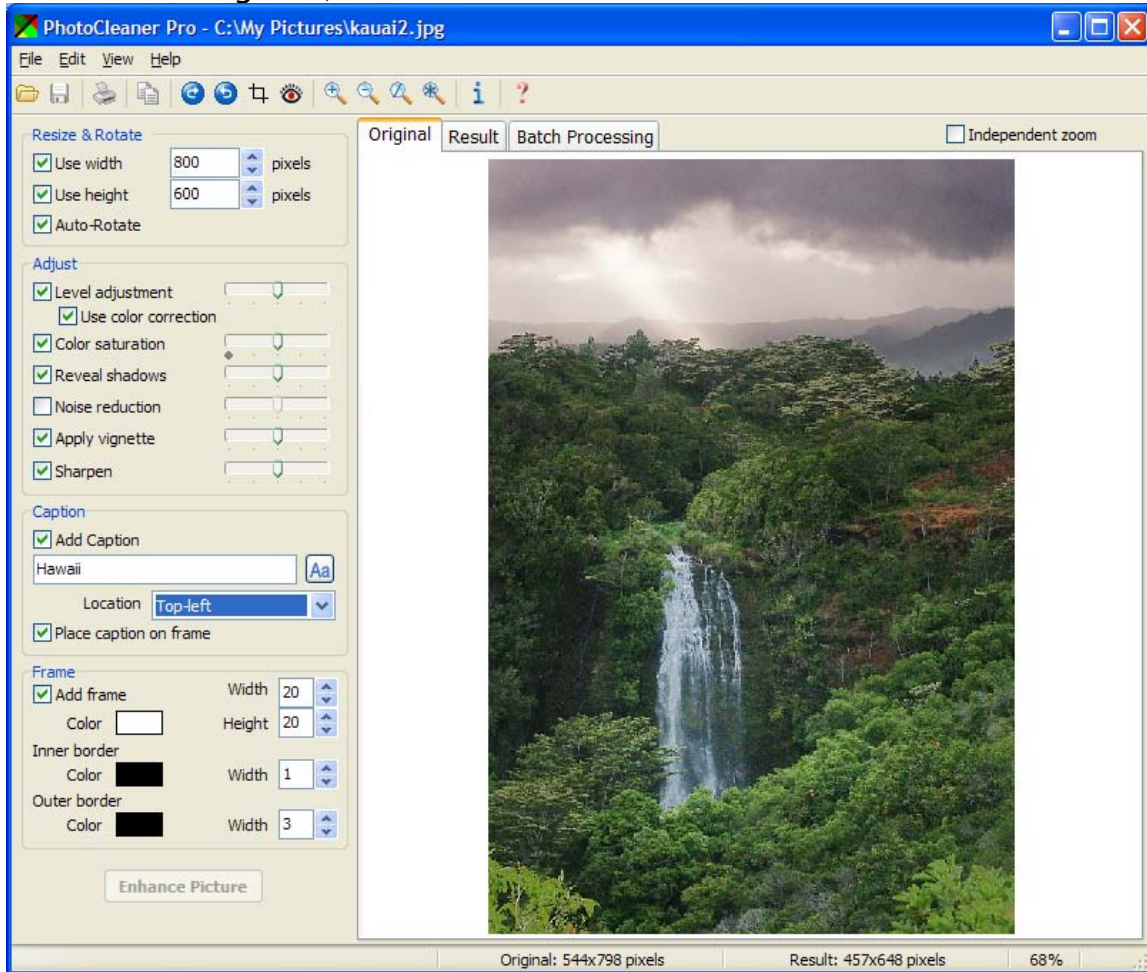 PhotoCleaner Pro - C:\My Pictures\kauai2.jpg
File Edit View Help
Original Result Batch Processing Independent zoom
Resize & Rotate
Use width 800 pixels
Use height 600 pixels
Auto-Rotate
Adjust
Level adjustment
Use color correction
Color saturation
Reveal shadows
Noise reduction
Apply vignette
Sharpen
Caption
Add Caption
Hawaii Aa
Location Top-left
Place caption on frame
Frame
Add frame Width 20
Color Height 20
Inner border
Color Width 1
Outer border
Color Width 3
Enhance Picture
Original: 544x798 pixels Result: 457x648 pixels 68%